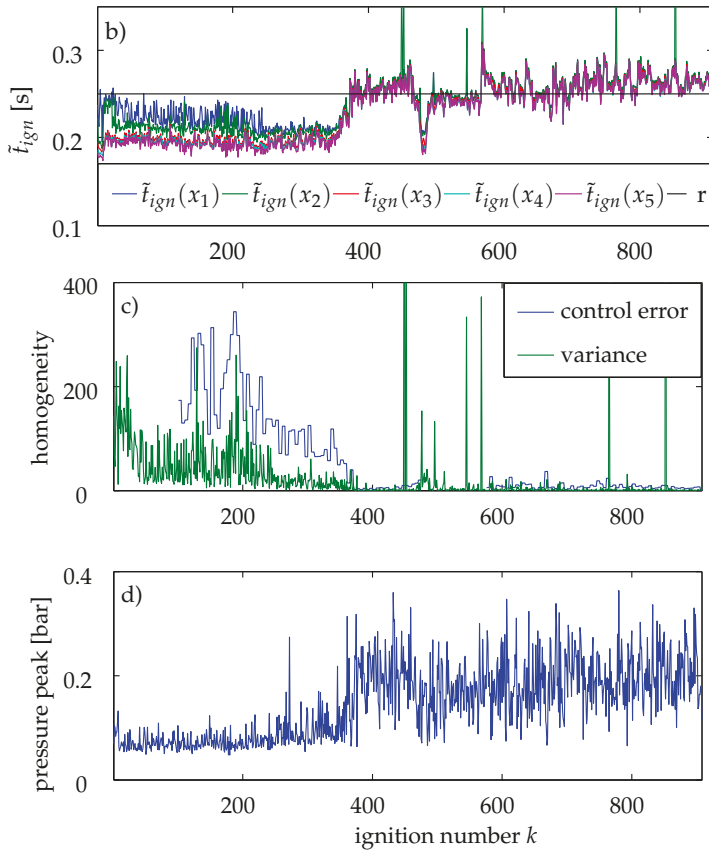 b)
0.3
0.2
0.1
t̃ign [s]
t̃ign(x1) t̃ign(x2) t̃ign(x3) t̃ign(x4) t̃ign(x5) r
200 400 600 800
c)
400
200
0
homogeneity
control error
variance
200 400 600 800
d)
0.4
0.2
0
pressure peak [bar]
200 400 600 800
ignition number k